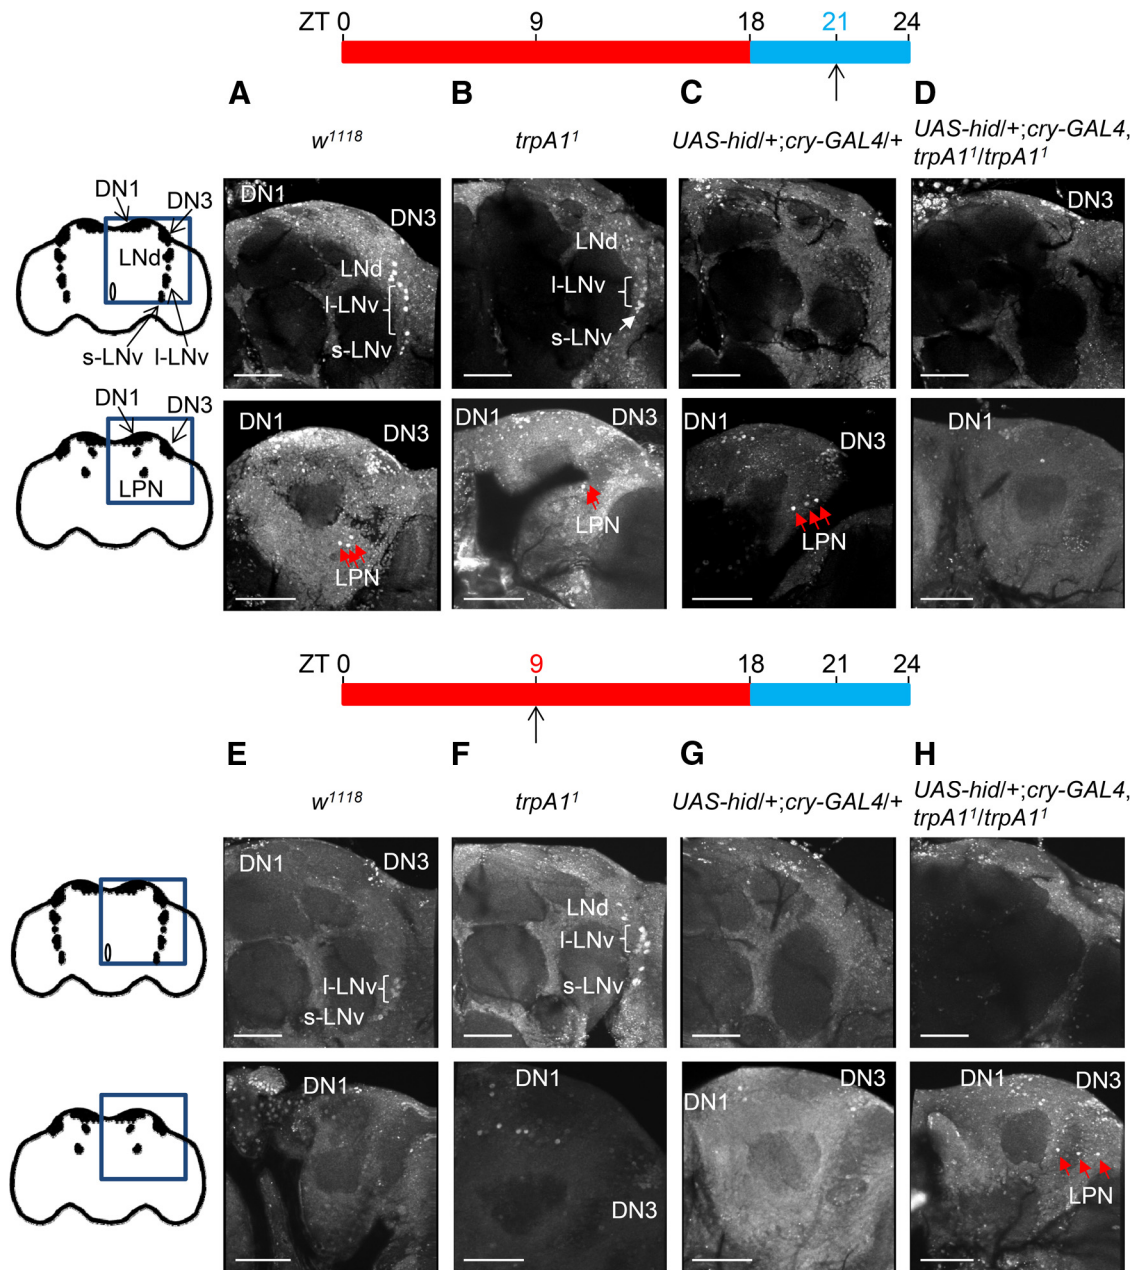 ZT 0 9 18 21 24
A B C D
w1118 trpA11 UAS-hid/+;cry-GAL4/+ UAS-hid/+;cry-GAL4,
trpA11/trpA11
DN1 DN3
LNd
s-LNv l-LNv
DN1
DN3
LNd
l-LNv
s-LNv
LNd
l-LNv
s-LNv
DN3
DN1 DN3
LPN
DN1
DN3
LPN
DN1 DN3
LPN
DN1
DN3
LPN
DN1
ZT 0 9 18 21 24
E F G H
w1118 trpA11 UAS-hid/+;cry-GAL4/+ UAS-hid/+;cry-GAL4,
trpA11/trpA11
DN1 DN3
l-LNv
s-LNv
LNd
l-LNv
s-LNv
DN1
DN1
DN3
DN1
DN3
DN1 DN3
LPN